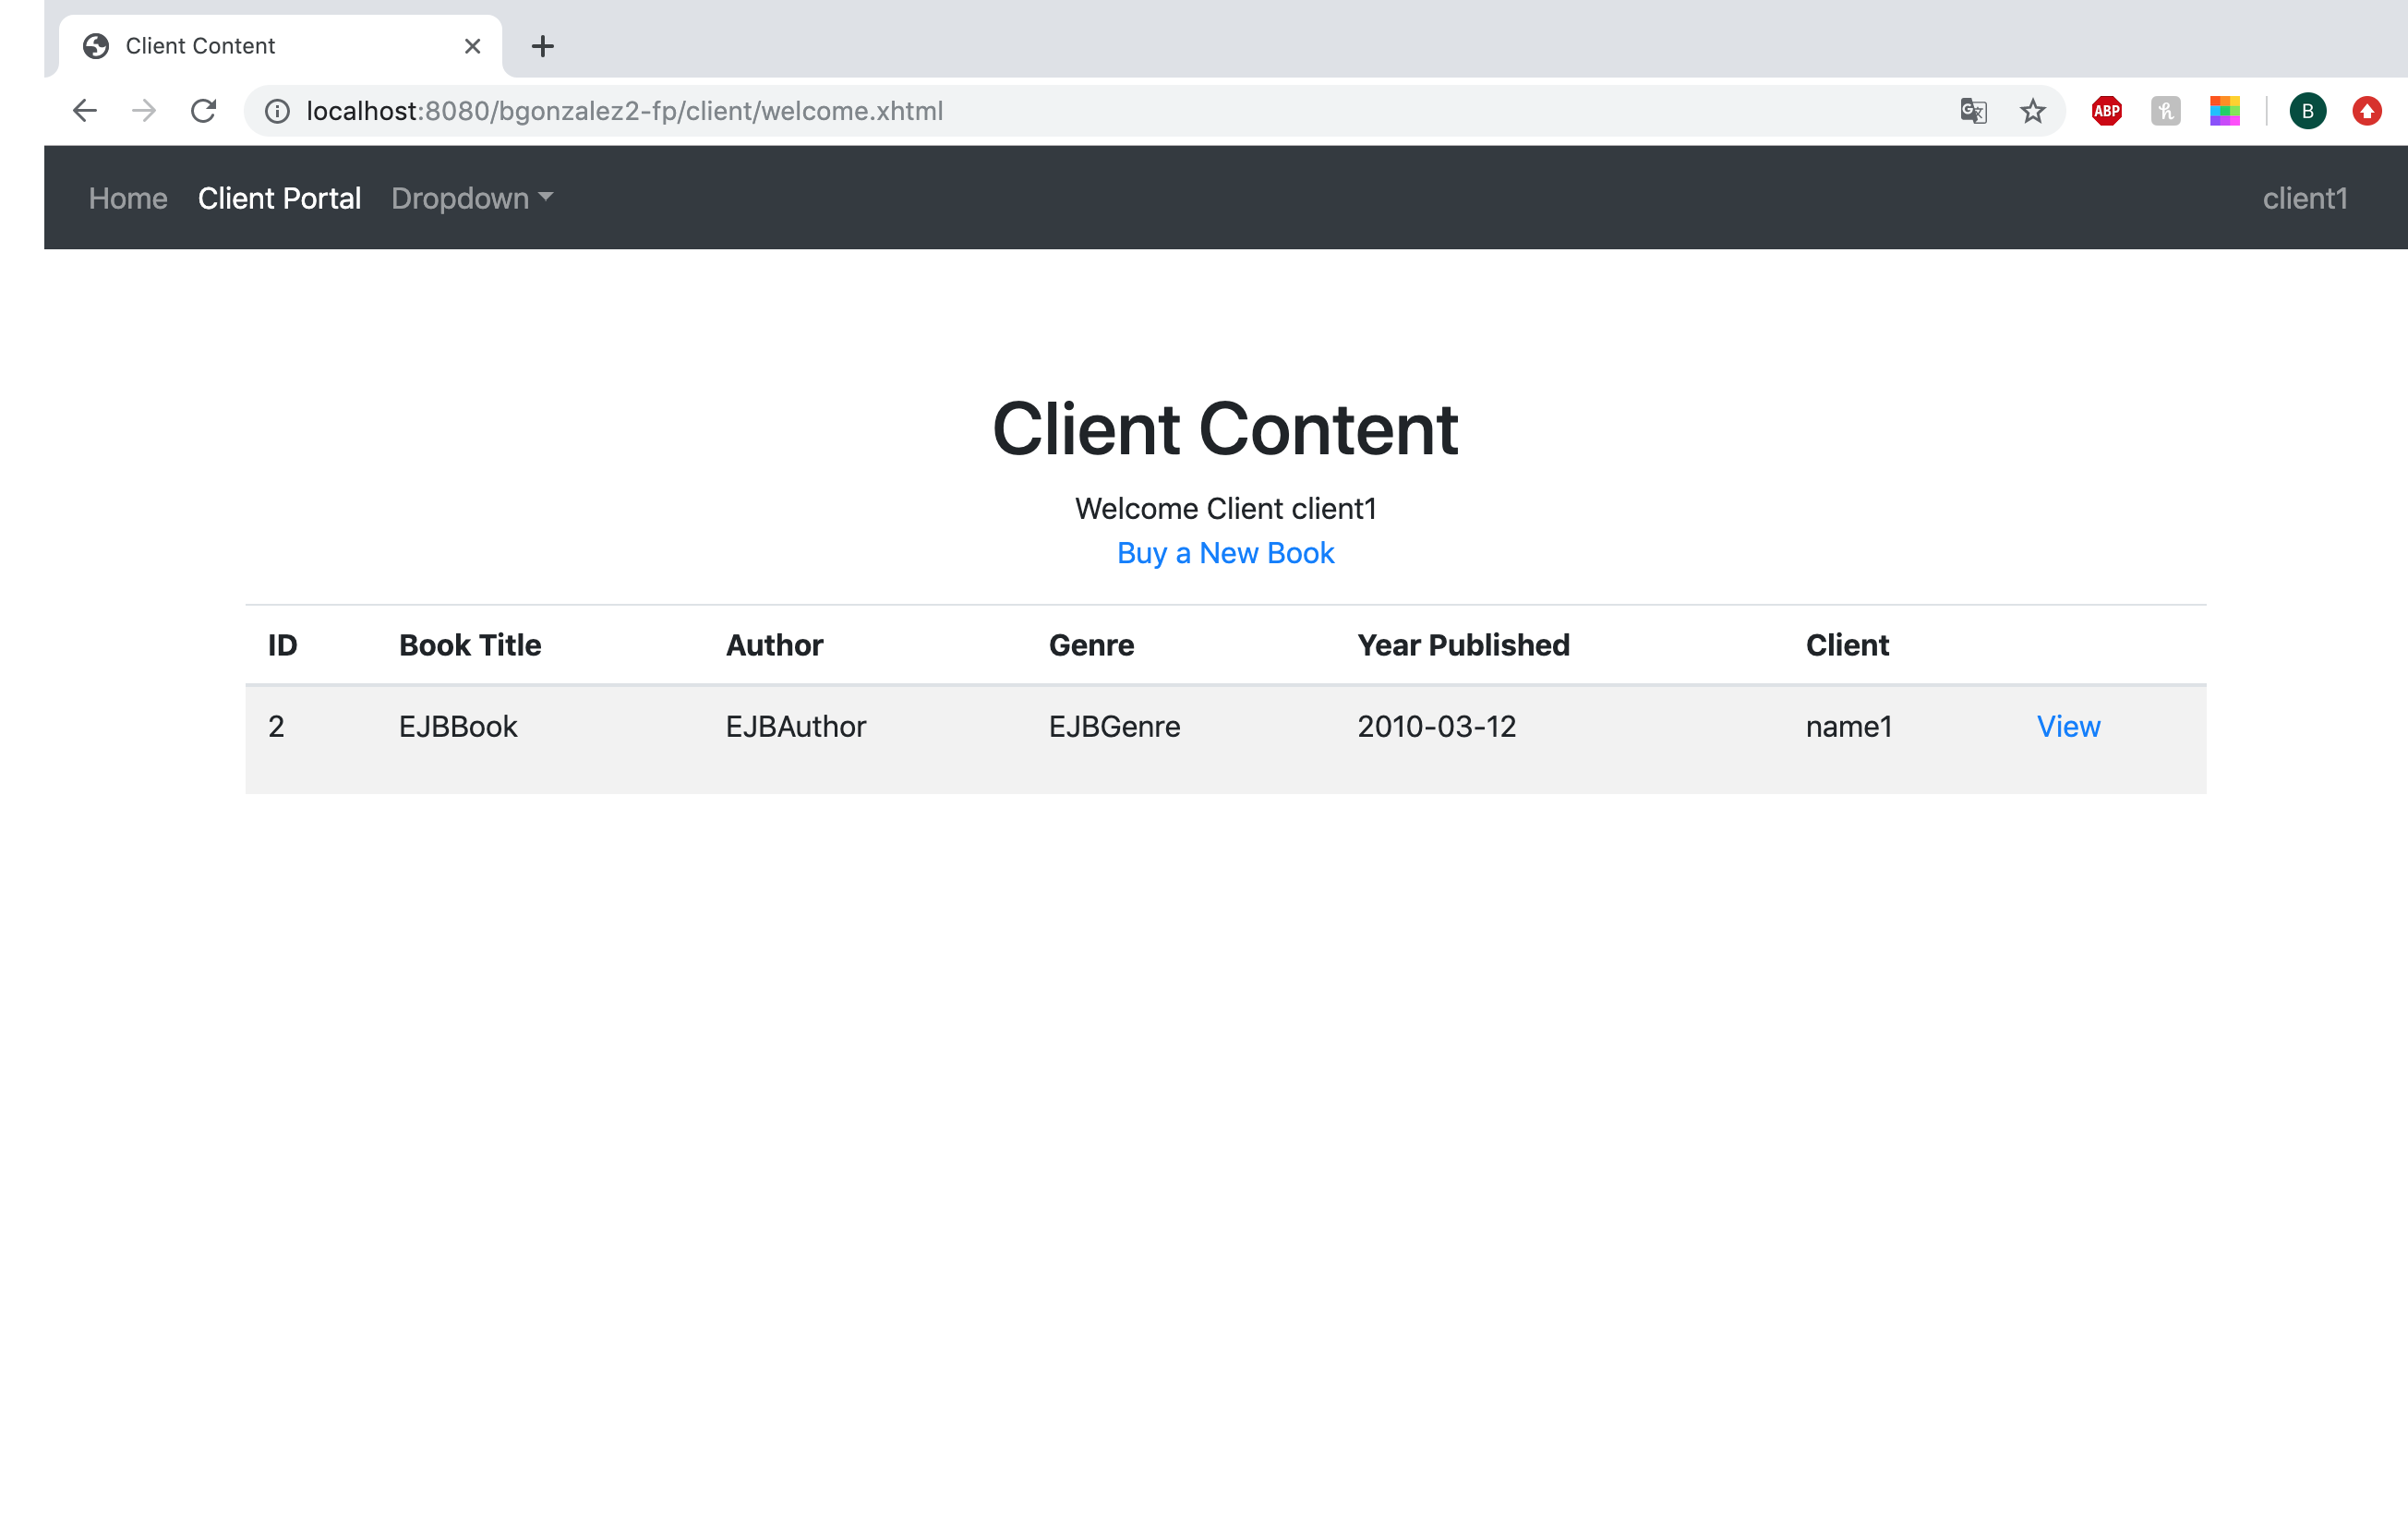 Client Content
localhost:8080/bgonzalez2-fp/client/welcome.xhtml
ABP
B
Home Client Portal Dropdown client1
Client Content
Welcome Client client1
Buy a New Book
ID Book Title Author Genre Year Published Client
2 EJBBook EJBAuthor EJBGenre 2010-03-12 name1 View